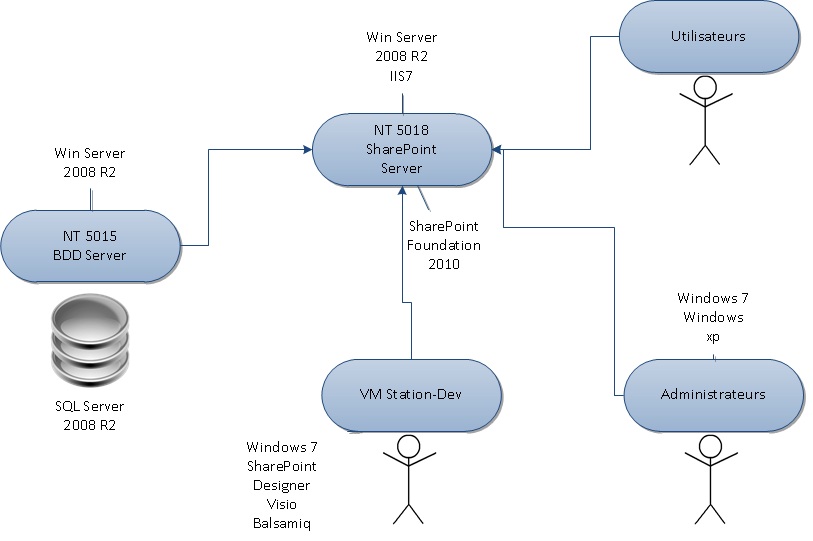 Win Server
2008 R2
IIS7
Utilisateurs
NT 5018
SharePoint
Server
Win Server
2008 R2
NT 5015
BDD Server
SharePoint
Foundation
2010
Windows 7
Windows
xp
VM Station-Dev
Administrateurs
SQL Server
2008 R2
Windows 7
SharePoint
Designer
Visio
Balsamiq